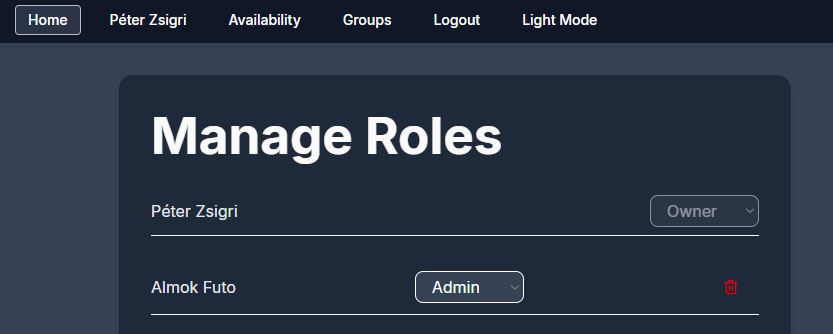 Home Péter Zsigri Availability Groups Logout Light Mode
Manage Roles
Péter Zsigri Owner
Almok Futo Admin